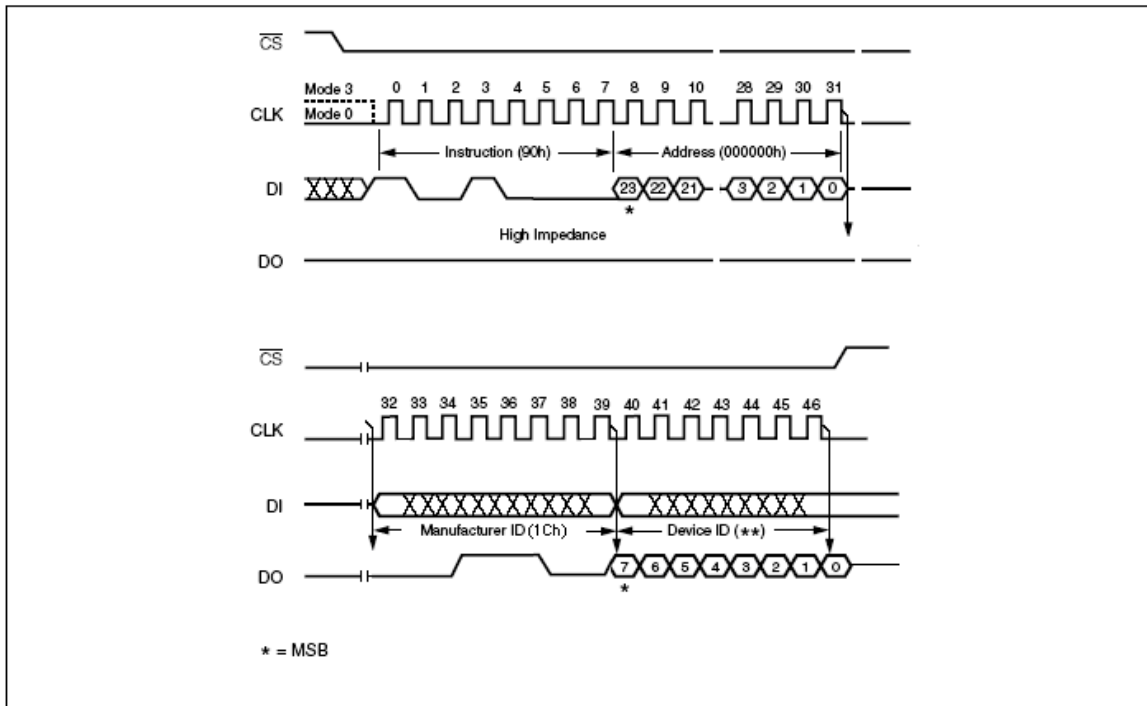 CS
Mode 3 0 1 2 3 4 5 6 7 8 9 10 28 29 30 31
CLK Mode 0
Instruction (90h) Address (000000h)
DI 23 22 21 3 2 1 0
*
High Impedance
DO
CS
32 33 34 35 36 37 38 39 40 41 42 43 44 45 46
CLK
DI
Manufacturer ID (1Ch) Device ID (**)
DO 7 6 5 4 3 2 1 0
*
* = MSB